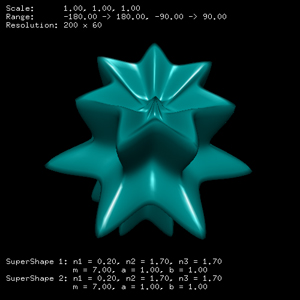 Scale: 1.00, 1.00, 1.00
Range: -180.00 -> 180.00, -90.00 -> 90.00
Resolution: 200 x 60
SuperShape 1: n1 = 0.20, n2 = 1.70, n3 = 1.70
m = 7.00, a = 1.00, b = 1.00
SuperShape 2: n1 = 0.20, n2 = 1.70, n3 = 1.70
m = 7.00, a = 1.00, b = 1.00